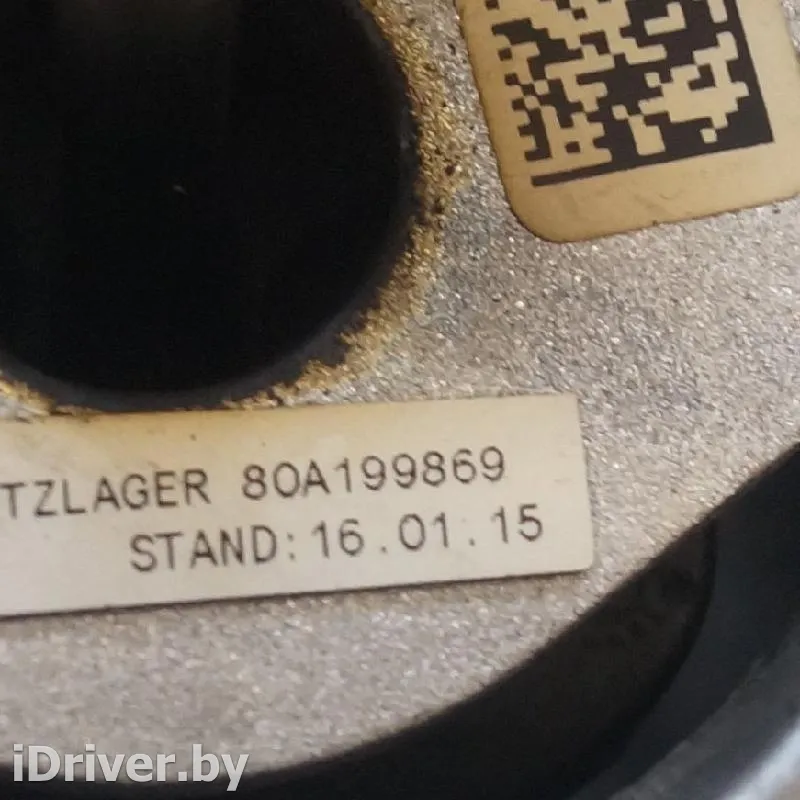 TZLAGER 80A199869
STAND: 16.01.15
iDriver.by